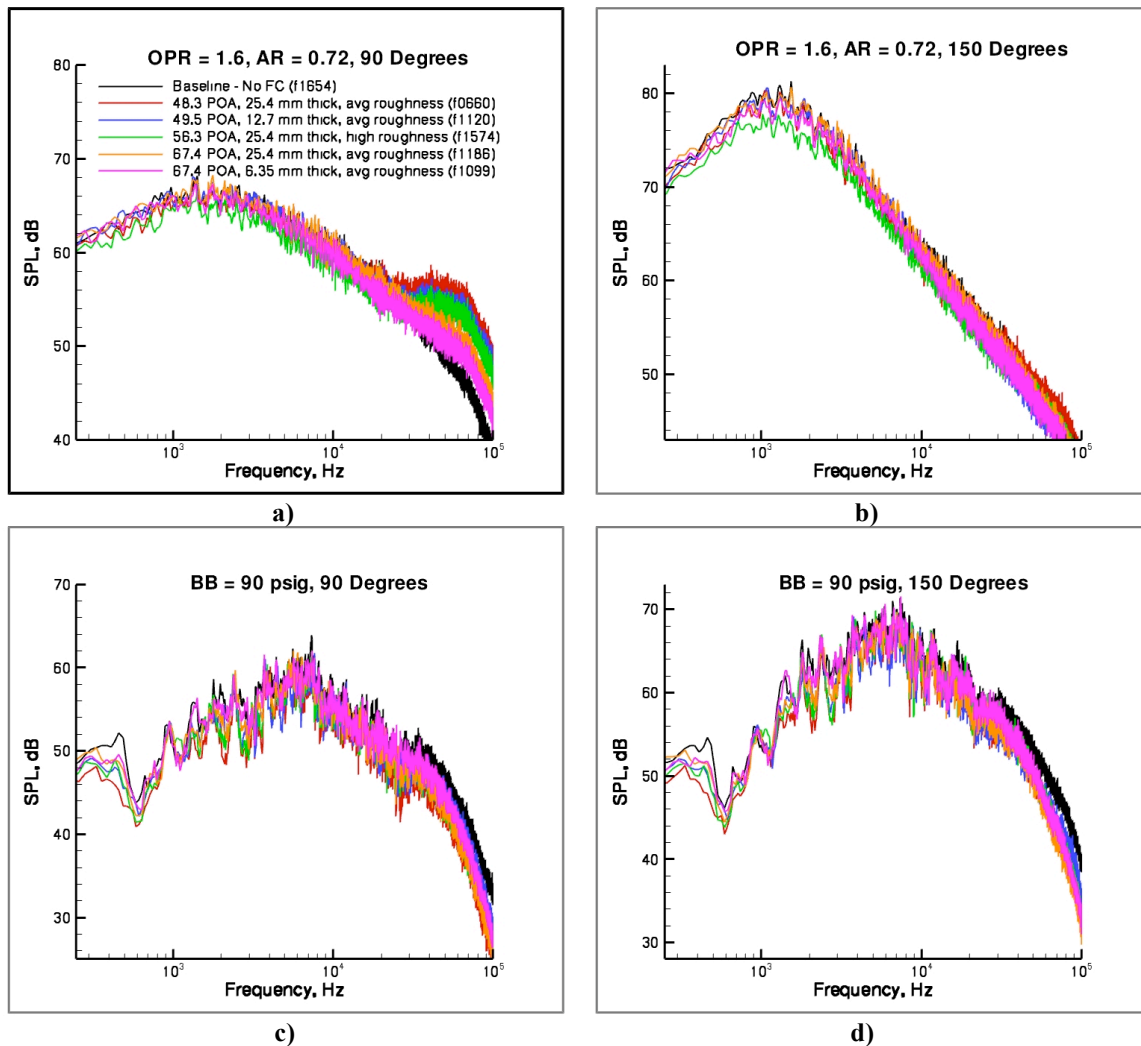 OPR = 1.6, AR = 0.72, 90 Degrees
80
Baseline - No FC (f1654)
48.3 POA, 25.4 mm thick, avg roughness (f0660)
49.5 POA, 12.7 mm thick, avg roughness (f1120)
56.3 POA, 25.4 mm thick, high roughness (f1574)
67.4 POA, 25.4 mm thick, avg roughness (f1186)
67.4 POA, 6.35 mm thick, avg roughness (f1099)
70
60
50
40
SPL, dB
10³ 10⁴ 10⁵
Frequency, Hz
a)
OPR = 1.6, AR = 0.72, 150 Degrees
80
70
60
50
SPL, dB
10³ 10⁴ 10⁵
Frequency, Hz
b)
BB = 90 psig, 90 Degrees
70
60
50
40
30
SPL, dB
10³ 10⁴ 10⁵
Frequency, Hz
c)
BB = 90 psig, 150 Degrees
70
60
50
40
30
SPL, dB
10³ 10⁴ 10⁵
Frequency, Hz
d)